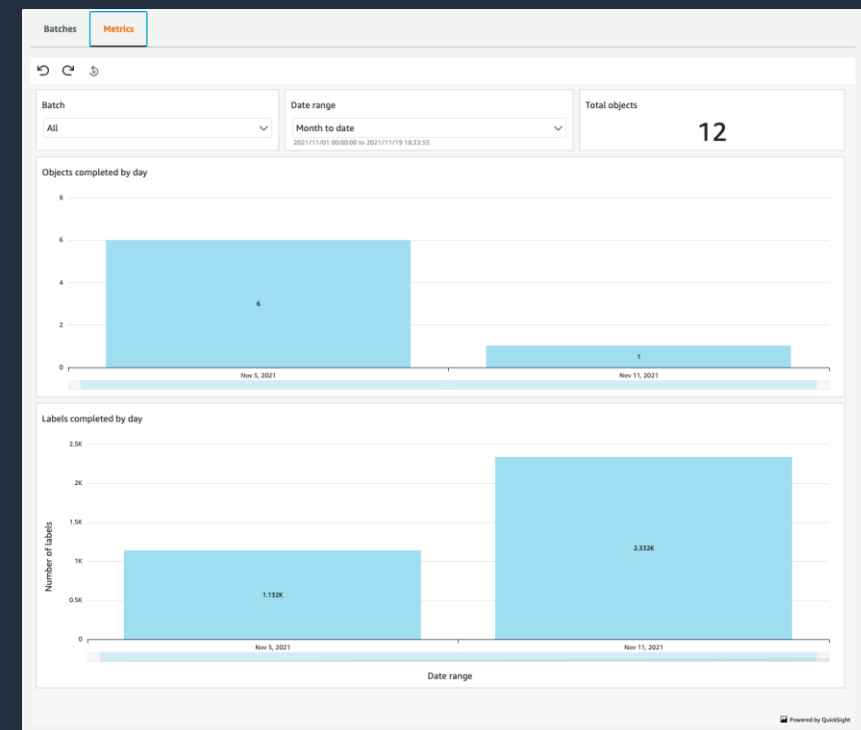 Batches
Metrics
Batch
All
Date range
Month to date
2021/11/01 00:00:00 to 2021/11/19 18:22:55
Total objects
12
Objects completed by day
8
6
4
2
0
6
1
Nov 5, 2021
Nov 11, 2021
Labels completed by day
Number of labels
2.5K
2K
1.5K
1K
0.5K
0
1.132K
2.332K
Nov 5, 2021
Nov 11, 2021
Date range
Powered by QuickSight